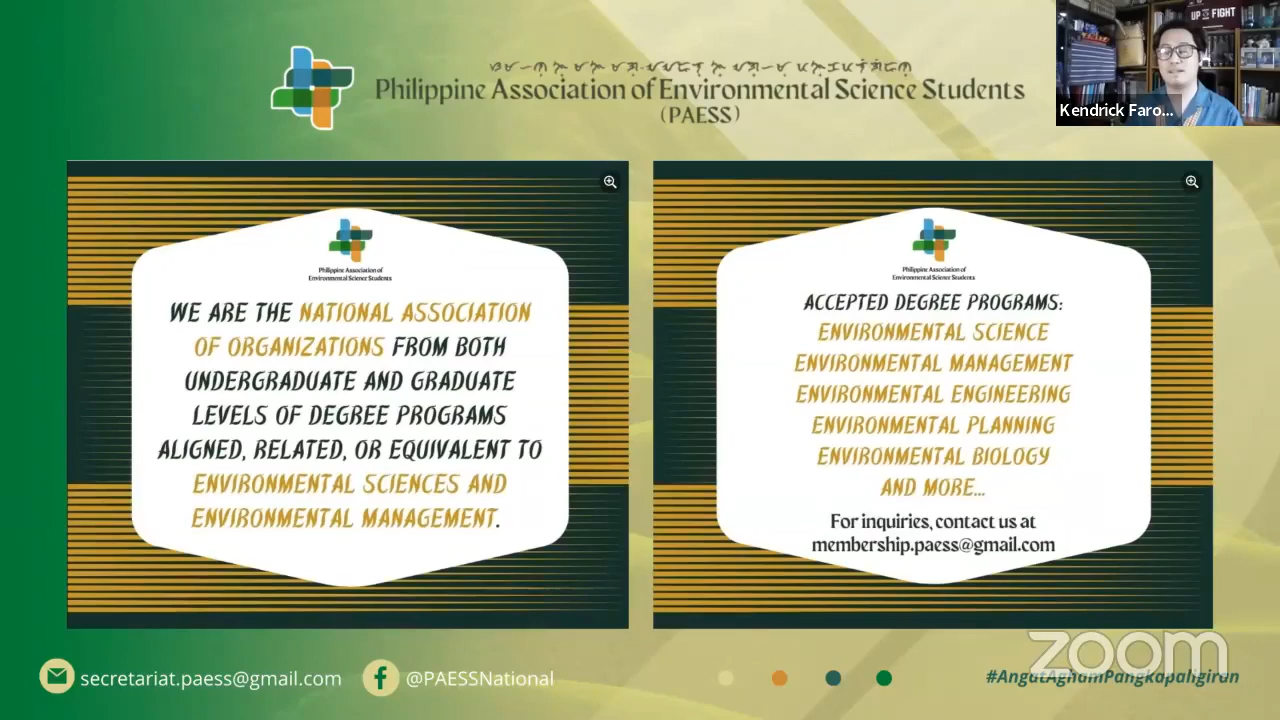 Philippine Association of Environmental Science Students
(PAESS)
UP FIGHT
Kendrick Faro...
Philippine Association of
Environmental Science Students
WE ARE THE NATIONAL ASSOCIATION
OF ORGANIZATIONS FROM BOTH
UNDERGRADUATE AND GRADUATE
LEVELS OF DEGREE PROGRAMS
ALIGNED, RELATED, OR EQUIVALENT TO
ENVIRONMENTAL SCIENCES AND
ENVIRONMENTAL MANAGEMENT.
Philippine Association of
Environmental Science Students
ACCEPTED DEGREE PROGRAMS:
ENVIRONMENTAL SCIENCE
ENVIRONMENTAL MANAGEMENT
ENVIRONMENTAL ENGINEERING
ENVIRONMENTAL PLANNING
ENVIRONMENTAL BIOLOGY
AND MORE...
For inquiries, contact us at
membership.paess@gmail.com
secretariat.paess@gmail.com
@PAESSNational
zoom
#AngatAghamPangkapaligiran